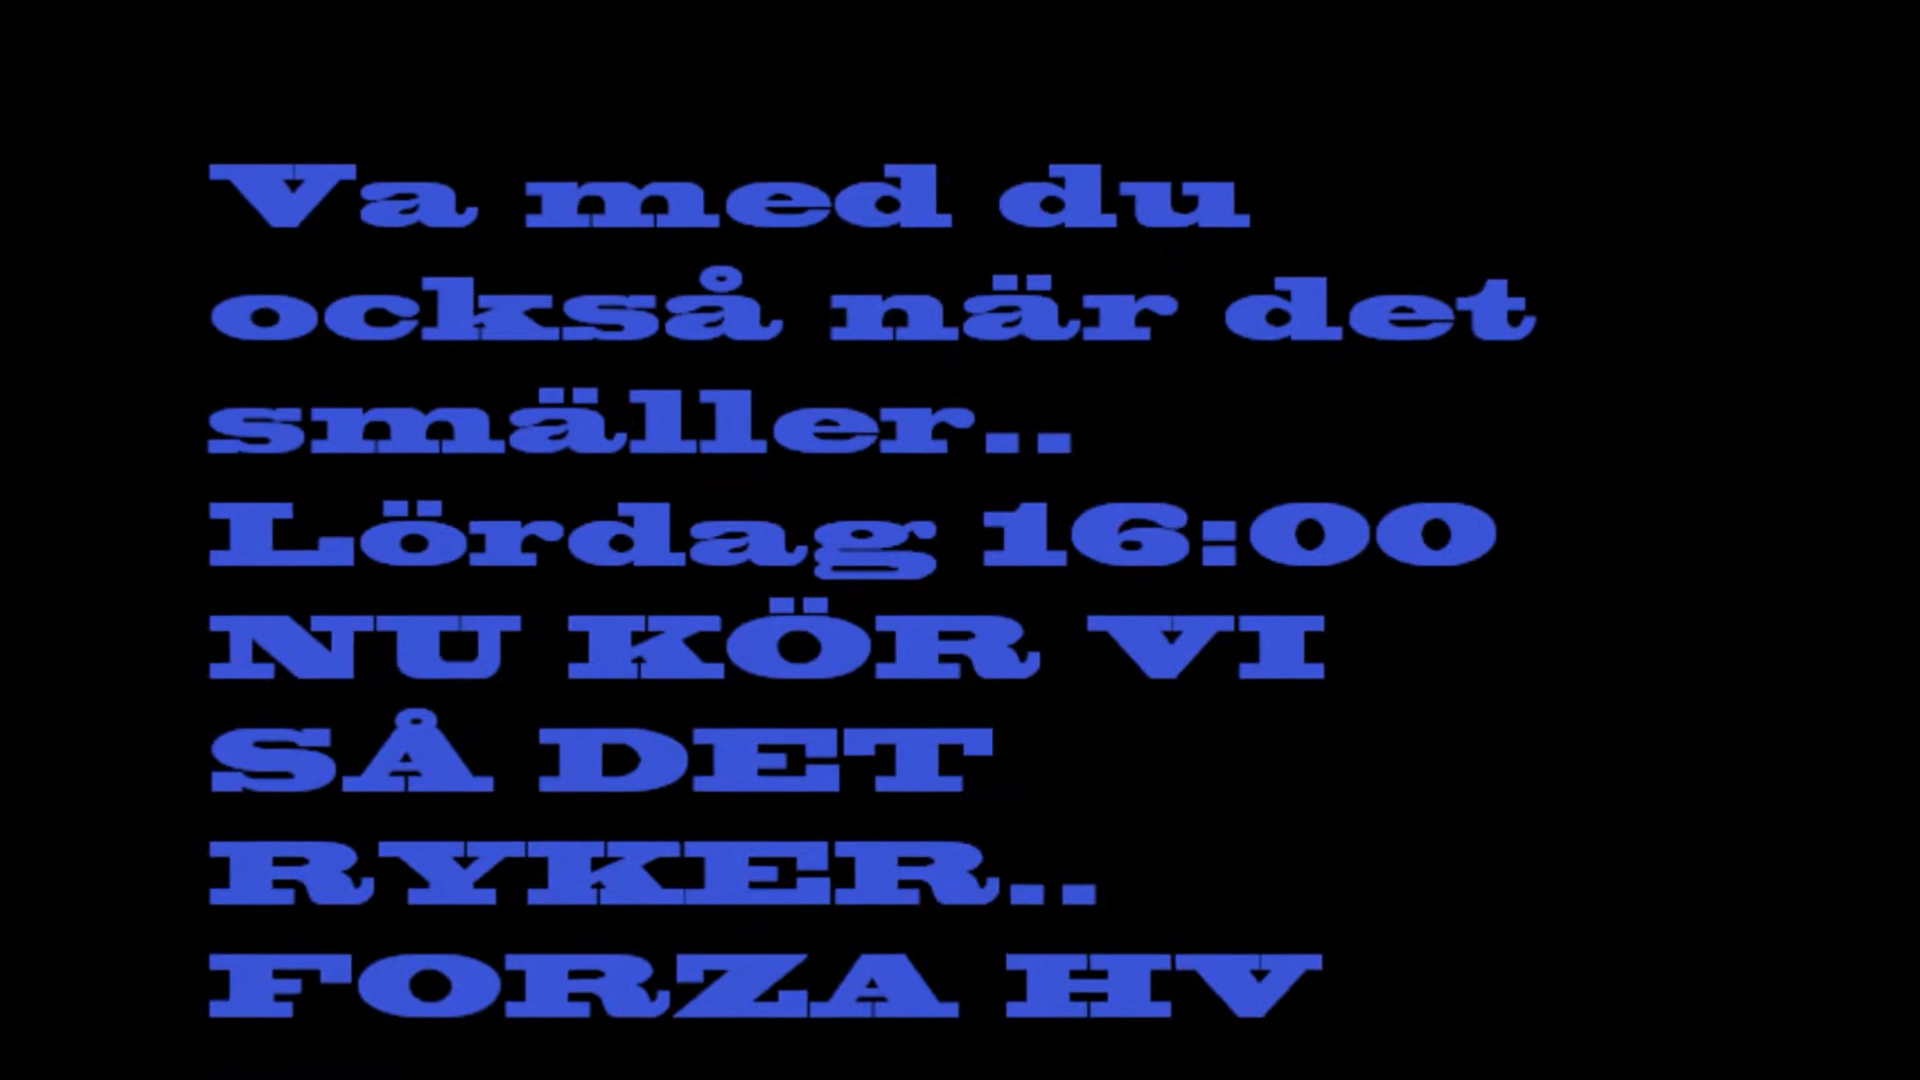 Va med du
också när det
smäller..
Lördag 16:00
NU KÖR VI
SÅ DET
RYKER..
FORZA HV